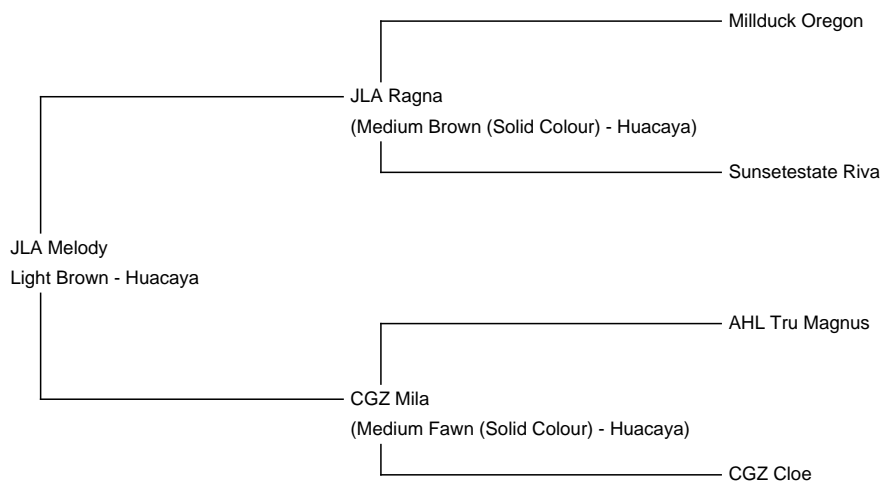 Millduck Oregon
JLA Ragna
(Medium Brown (Solid Colour) - Huacaya)
Sunsetestate Riva
JLA Melody
Light Brown - Huacaya
AHL Tru Magnus
CGZ Mila
(Medium Fawn (Solid Colour) - Huacaya)
CGZ Cloe